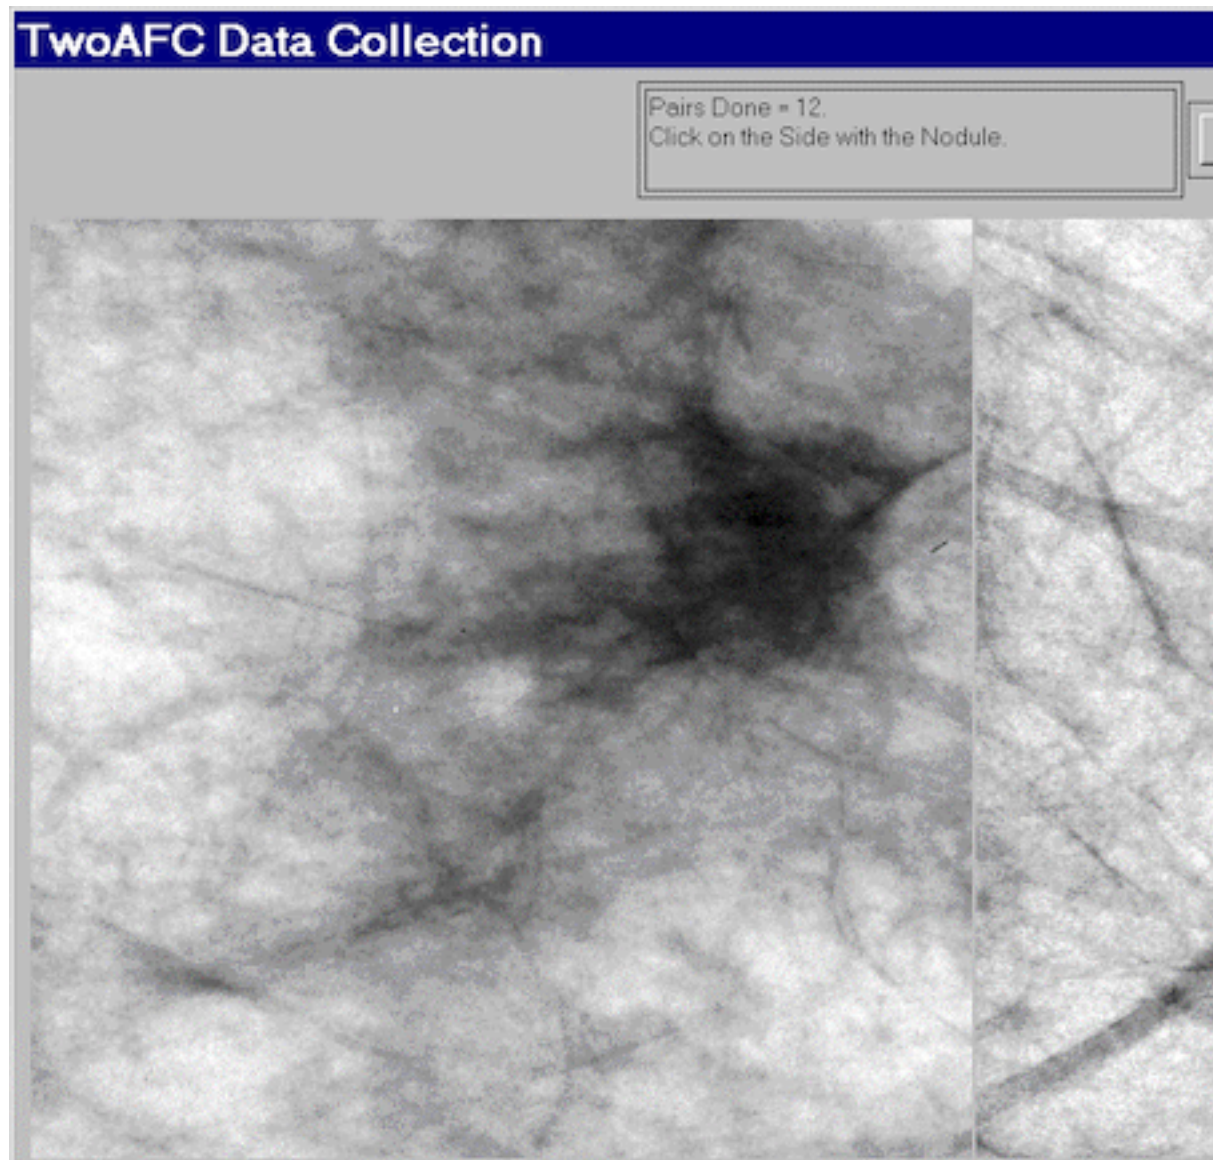 TwoAFC Data Collection
Pairs Done = 12.
Click on the Side with the Nodule.